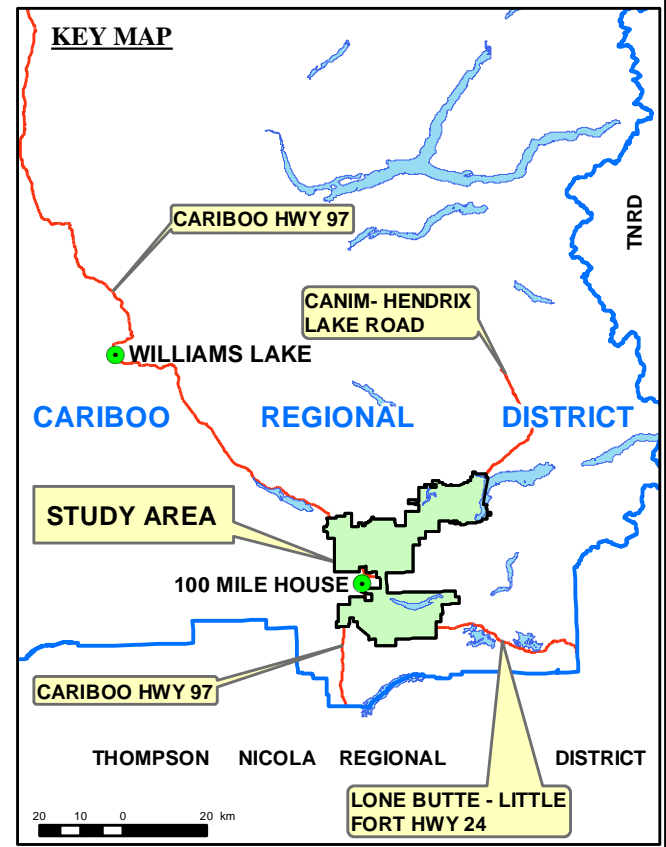 KEY MAP
TNRD
CARIBOO HWY 97
CANIM- HENDRIX
LAKE ROAD
WILLIAMS LAKE
CARIBOO REGIONAL DISTRICT
STUDY AREA
100 MILE HOUSE
CARIBOO HWY 97
THOMPSON NICOLA REGIONAL DISTRICT
LONE BUTTE - LITTLE
FORT HWY 24
20 10 0 20 km